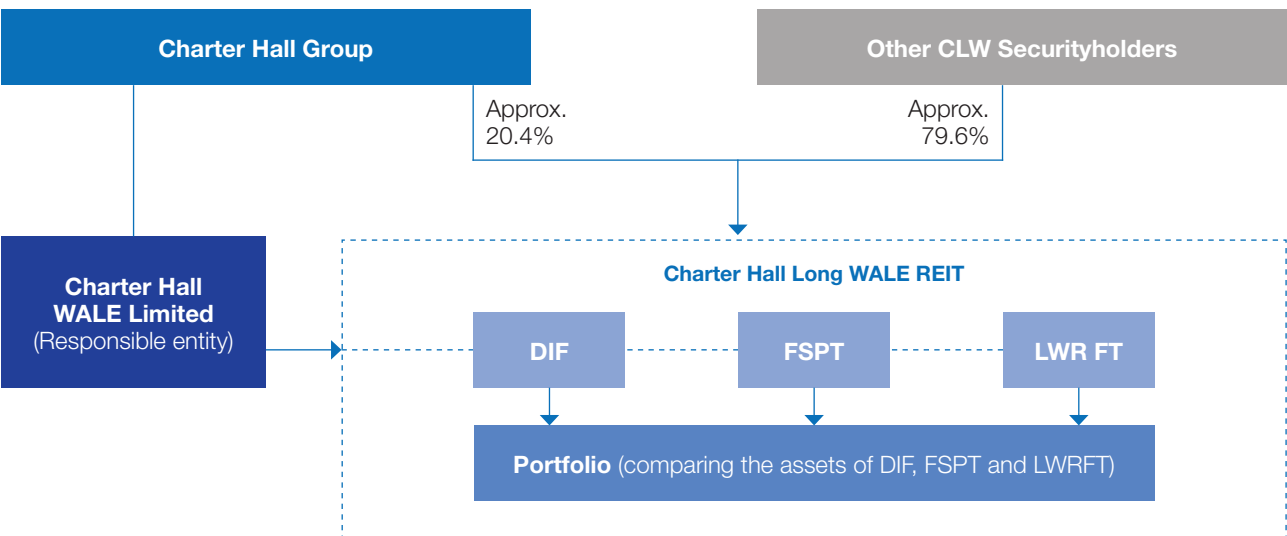 Charter Hall Group
Other CLW Securityholders
Approx.
20.4%
Approx.
79.6%
Charter Hall
WALE Limited
(Responsible entity)
Charter Hall Long WALE REIT
DIF
FSPT
LWR FT
Portfolio (comparing the assets of DIF, FSPT and LWRFT)